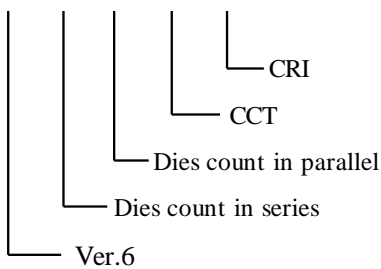 CRI
CCT
Dies count in parallel
Dies count in series
Ver.6